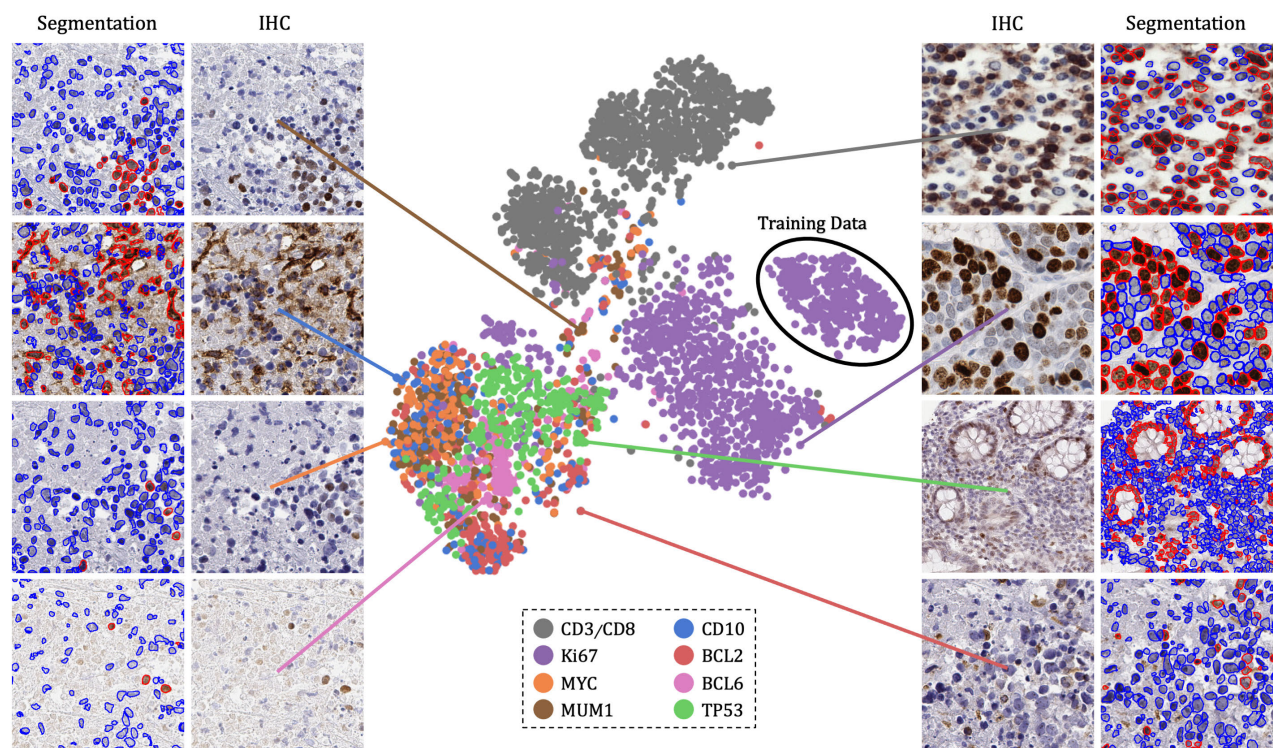 Segmentation IHC IHC Segmentation
Training Data
CD3/CD8 CD10
Ki67 BCL2
MYC BCL6
MUM1 TP53